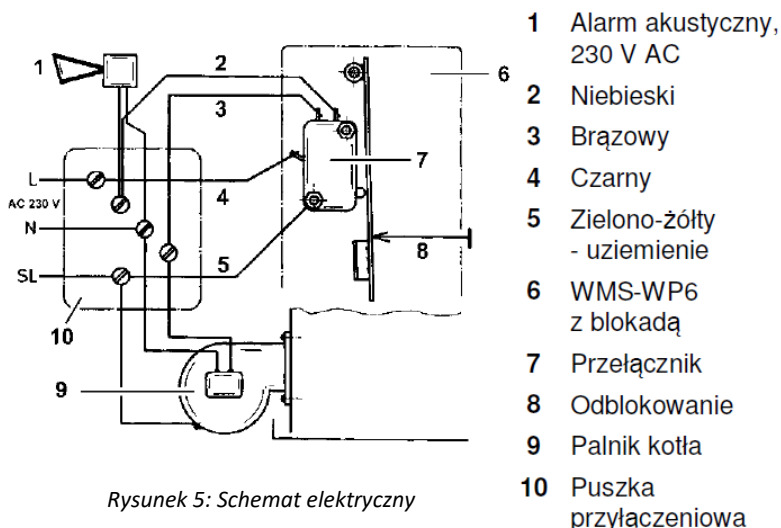 1
2
3
6
7
L
4
AC 230 V
N
8
SL
5
10
9
Rysunek 5: Schemat elektryczny
1 Alarm akustyczny,
230 V AC
2 Niebieski
3 Brązowy
4 Czarny
5 Zielono-żółty
- uziemienie
6 WMS-WP6
z blokadą
7 Przełącznik
8 Odblokowanie
9 Palnik kotła
10 Puszka
przyłączeniowa